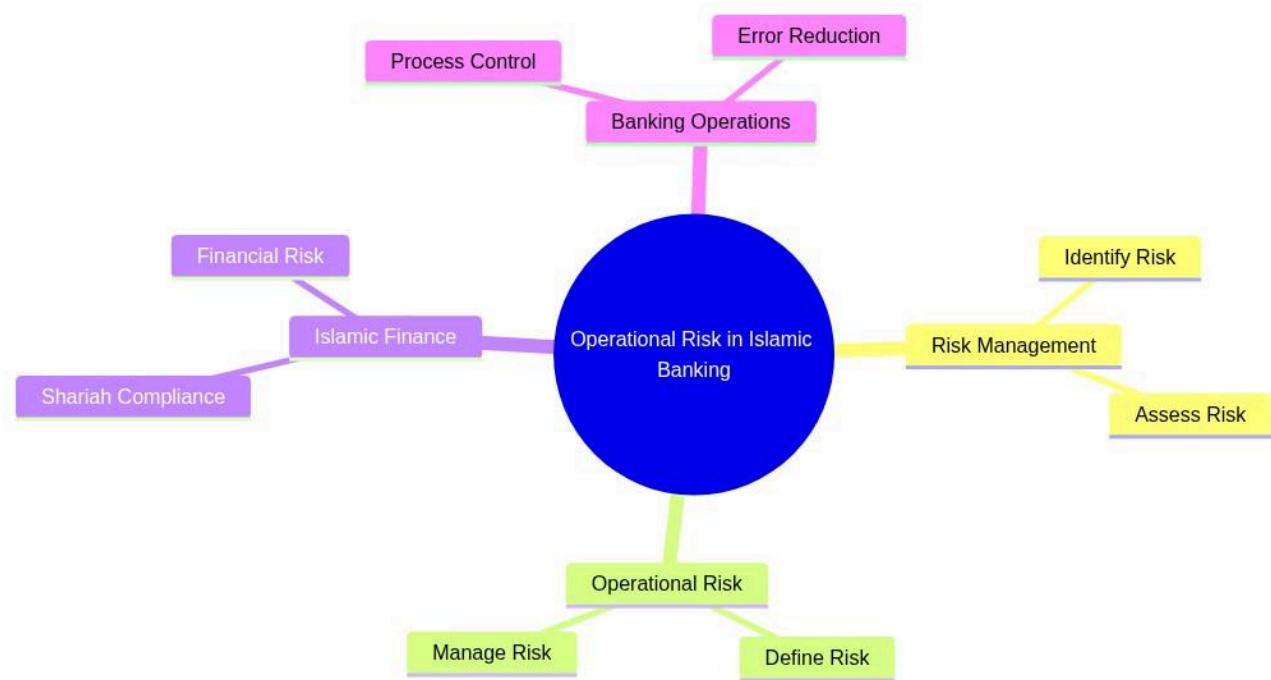 Error Reduction
Process Control
Banking Operations
Financial Risk
Identify Risk
Islamic Finance
Operational Risk in Islamic
Banking
Risk Management
Shariah Compliance
Assess Risk
Operational Risk
Manage Risk
Define Risk